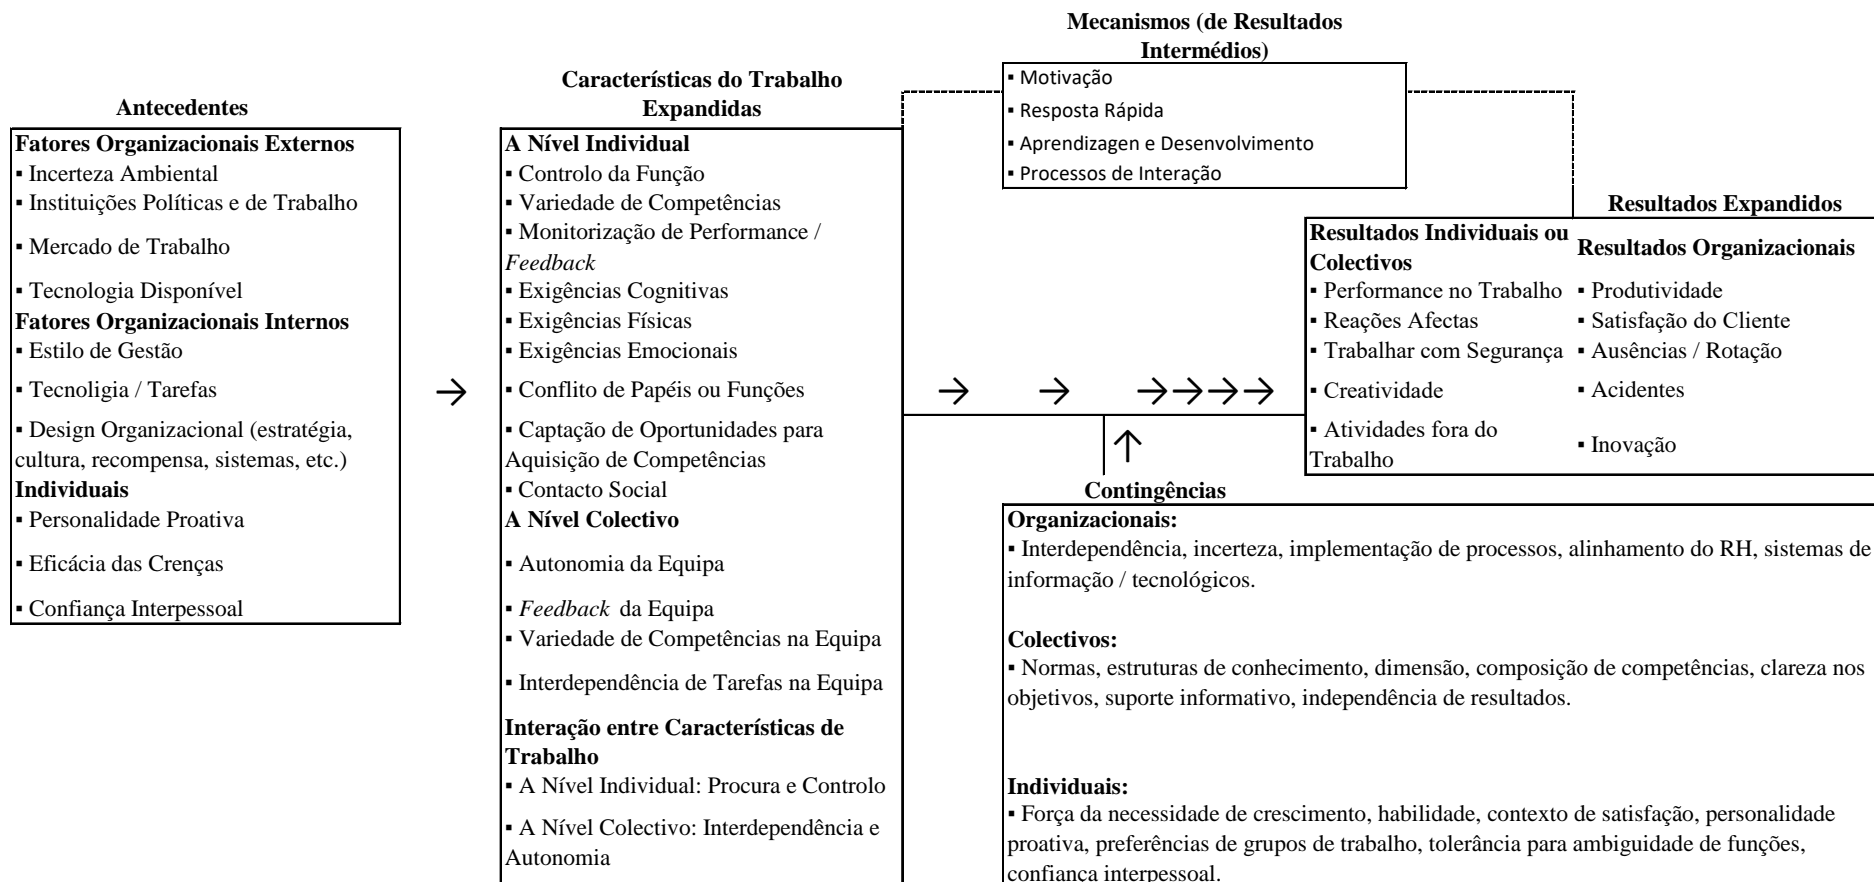 Antecedentes
Fatores Organizacionais Externos
▪ Incerteza Ambiental
▪ Instituições Políticas e de Trabalho
▪ Mercado de Trabalho
▪ Tecnologia Disponível
Fatores Organizacionais Internos
▪ Estilo de Gestão
▪ Tecnoligia / Tarefas
▪ Design Organizacional (estratégia,
cultura, recompensa, sistemas, etc.)
Individuais
▪ Personalidade Proativa
▪ Eficácia das Crenças
▪ Confiança Interpessoal
→
Características do Trabalho
Expandidas
A Nível Individual
▪ Controlo da Função
▪ Variedade de Competências
▪ Monitorização de Performance /
Feedback
▪ Exigências Cognitivas
▪ Exigências Físicas
▪ Exigências Emocionais
▪ Conflito de Papéis ou Funções
▪ Captação de Oportunidades para
Aquisição de Competências
▪ Contacto Social
A Nível Colectivo
▪ Autonomia da Equipa
▪ Feedback da Equipa
▪ Variedade de Competências na Equipa
▪ Interdependência de Tarefas na Equipa
Interação entre Características de
Trabalho
▪ A Nível Individual: Procura e Controlo
▪ A Nível Colectivo: Interdependência e
Autonomia
Mecanismos (de Resultados
Intermédios)
▪ Motivação
▪ Resposta Rápida
▪ Aprendizagen e Desenvolvimento
▪ Processos de Interação
→ → →→→→
↑
Resultados Expandidos
Resultados Individuais ou
Colectivos
▪ Performance no Trabalho
▪ Reações Afectas
▪ Trabalhar com Segurança
▪ Creatividade
▪ Atividades fora do
Trabalho
Resultados Organizacionais
▪ Produtividade
▪ Satisfação do Cliente
▪ Ausências / Rotação
▪ Acidentes
▪ Inovação
Contingências
Organizacionais:
▪ Interdependência, incerteza, implementação de processos, alinhamento do RH, sistemas de
informação / tecnológicos.
Colectivos:
▪ Normas, estruturas de conhecimento, dimensão, composição de competências, clareza nos
objetivos, suporte informativo, independência de resultados.
Individuais:
▪ Força da necessidade de crescimento, habilidade, contexto de satisfação, personalidade
proativa, preferências de grupos de trabalho, tolerância para ambiguidade de funções,
confiança interpessoal.